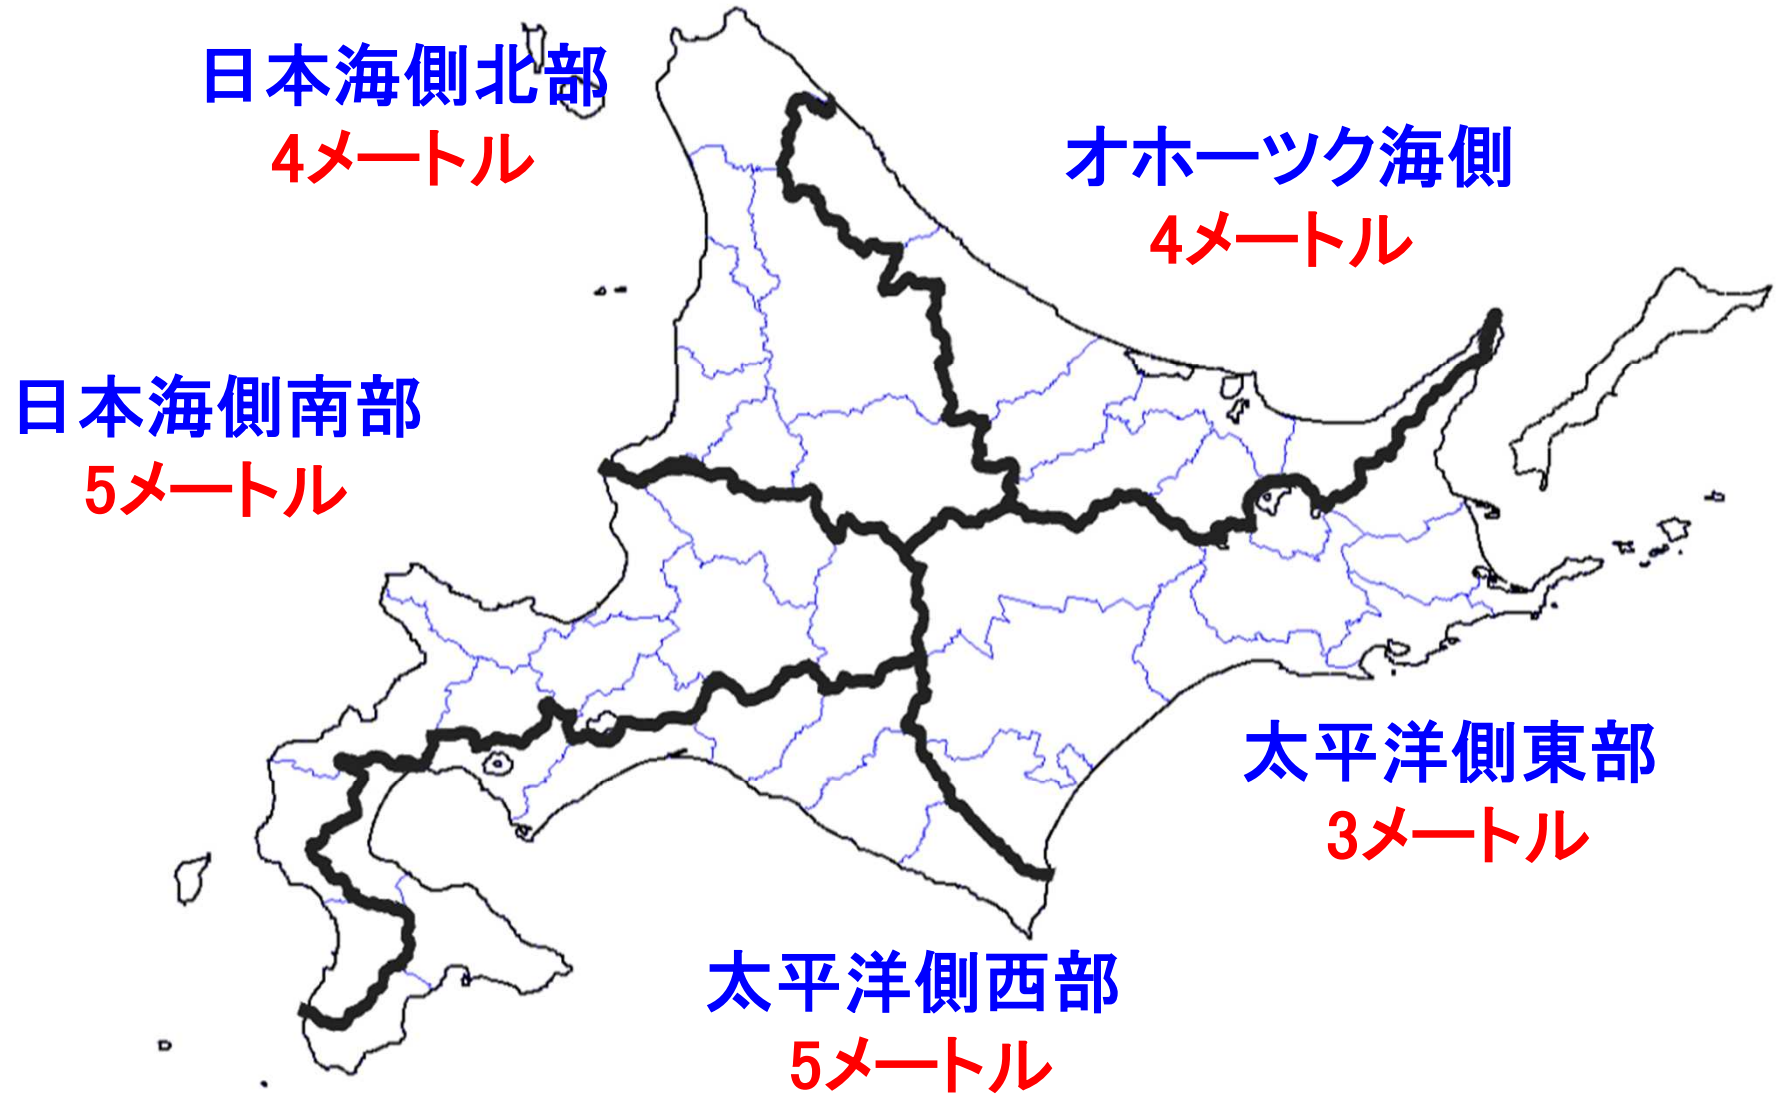 日本海側北部
4メートル
オホーツク海側
4メートル
日本海側南部
5メートル
太平洋側東部
3メートル
太平洋側西部
5メートル